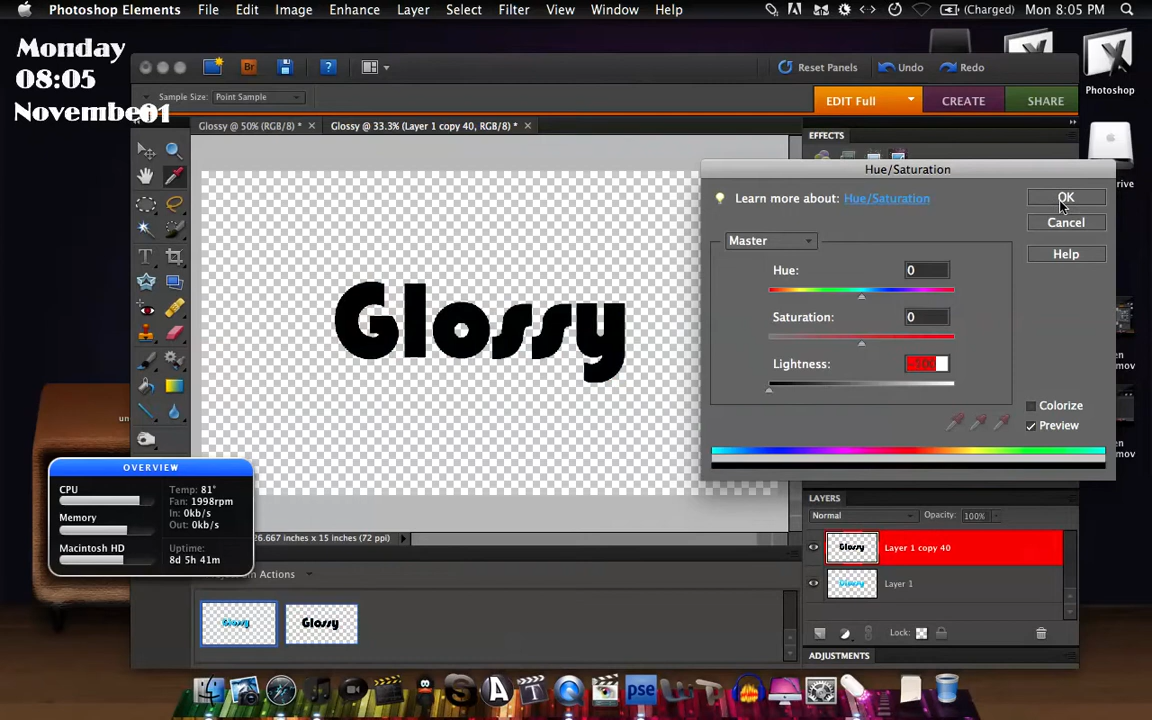 Photoshop Elements File Edit Image Enhance Layer Select Filter View Window Help (Charged) Mon 8:05 PM
Monday
08:05
November01
Reset Panels Undo Redo
Sample Size: Point Sample
EDIT Full CREATE SHARE
Photoshop
Glossy @ 50% (RGB/8) * Glossy @ 33.3% (Layer 1 copy 40, RGB/8) *
EFFECTS
Hue/Saturation
Learn more about: Hue/Saturation
OK
Cancel
Help
Master
Hue: 0
Saturation: 0
Lightness: -100
Colorize
Preview
Glossy
OVERVIEW
CPU
Memory
Macintosh HD
Temp: 81°
Fan: 1998rpm
In: 0kb/s
Out: 0kb/s
Uptime:
8d 5h 41m
26.667 inches x 15 inches (72 ppi)
Actions
Glossy
Glossy
LAYERS
Normal Opacity: 100%
Glossy Layer 1 copy 40
Glossy Layer 1
Lock:
ADJUSTMENTS
pse